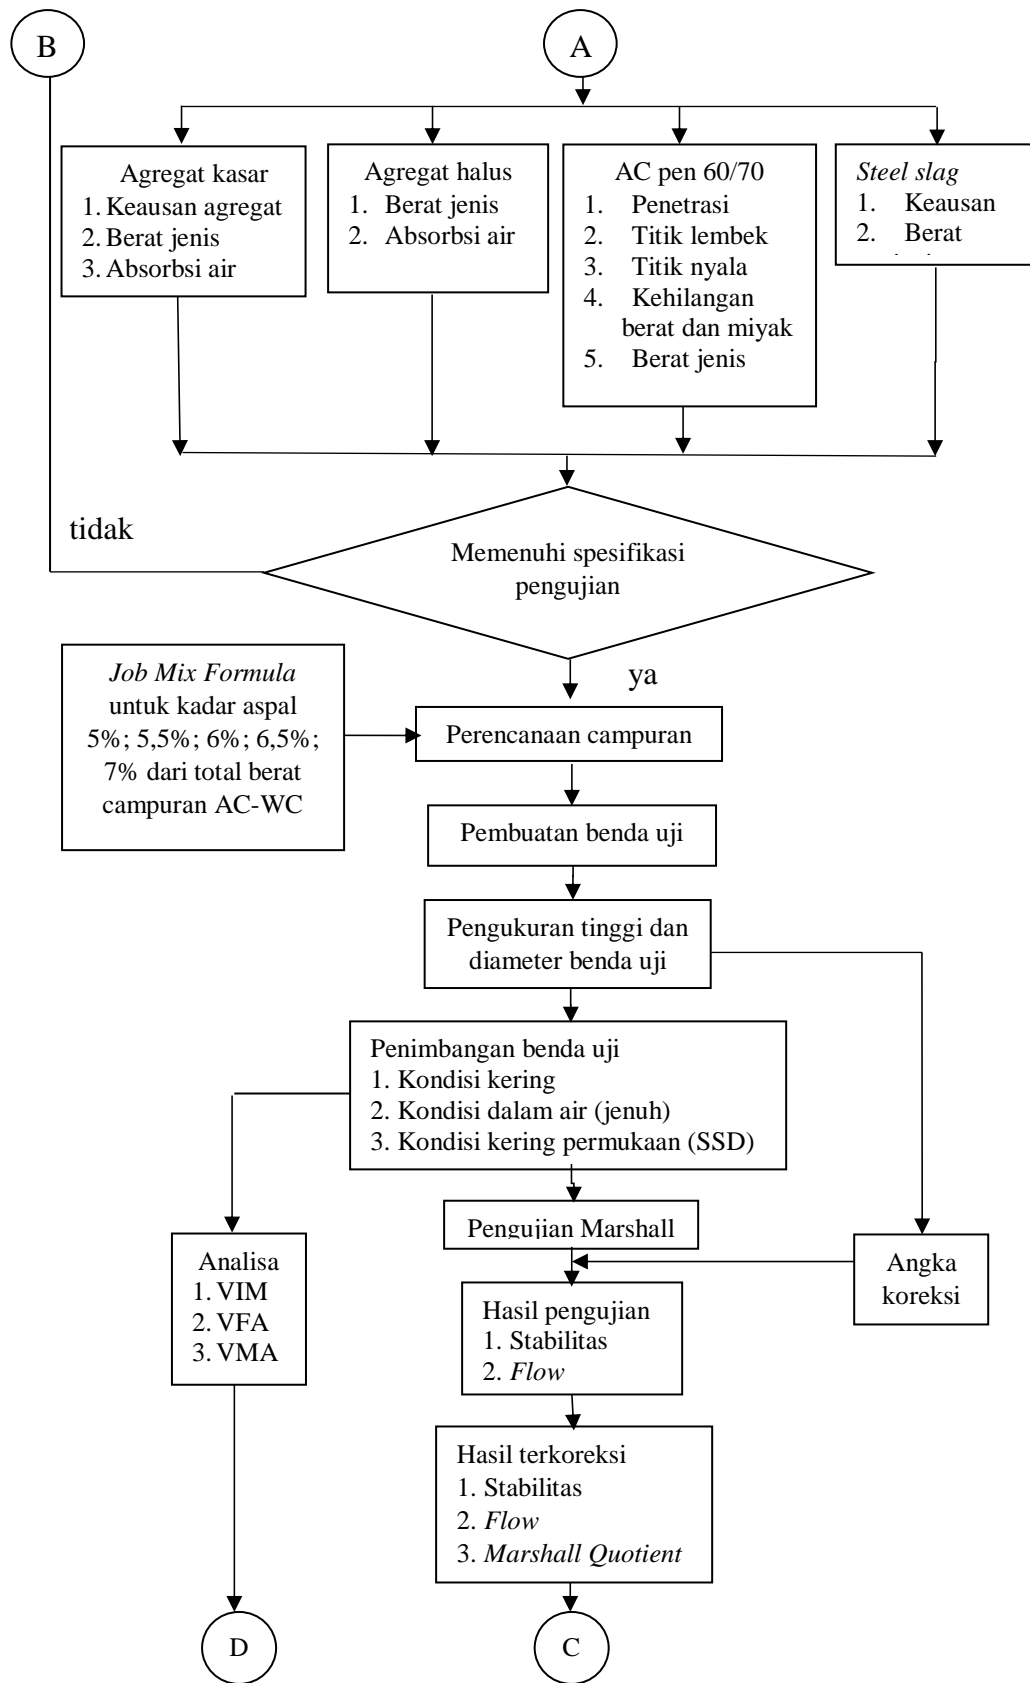 B
A
Agregat kasar
1. Keausan agregat
2. Berat jenis
3. Absorbsi air
Agregat halus
1. Berat jenis
2. Absorbsi air
AC pen 60/70
1. Penetrasi
2. Titik lembek
3. Titik nyala
4. Kehilangan
berat dan miyak
5. Berat jenis
Steel slag
1. Keausan
2. Berat
tidak
Memenuhi spesifikasi
pengujian
ya
Job Mix Formula
untuk kadar aspal
5%; 5,5%; 6%; 6,5%;
7% dari total berat
campuran AC-WC
Perencanaan campuran
Pembuatan benda uji
Pengukuran tinggi dan
diameter benda uji
Penimbangan benda uji
1. Kondisi kering
2. Kondisi dalam air (jenuh)
3. Kondisi kering permukaan (SSD)
Pengujian Marshall
Analisa
1. VIM
2. VFA
3. VMA
Angka
koreksi
Hasil pengujian
1. Stabilitas
2. Flow
Hasil terkoreksi
1. Stabilitas
2. Flow
3. Marshall Quotient
D
C